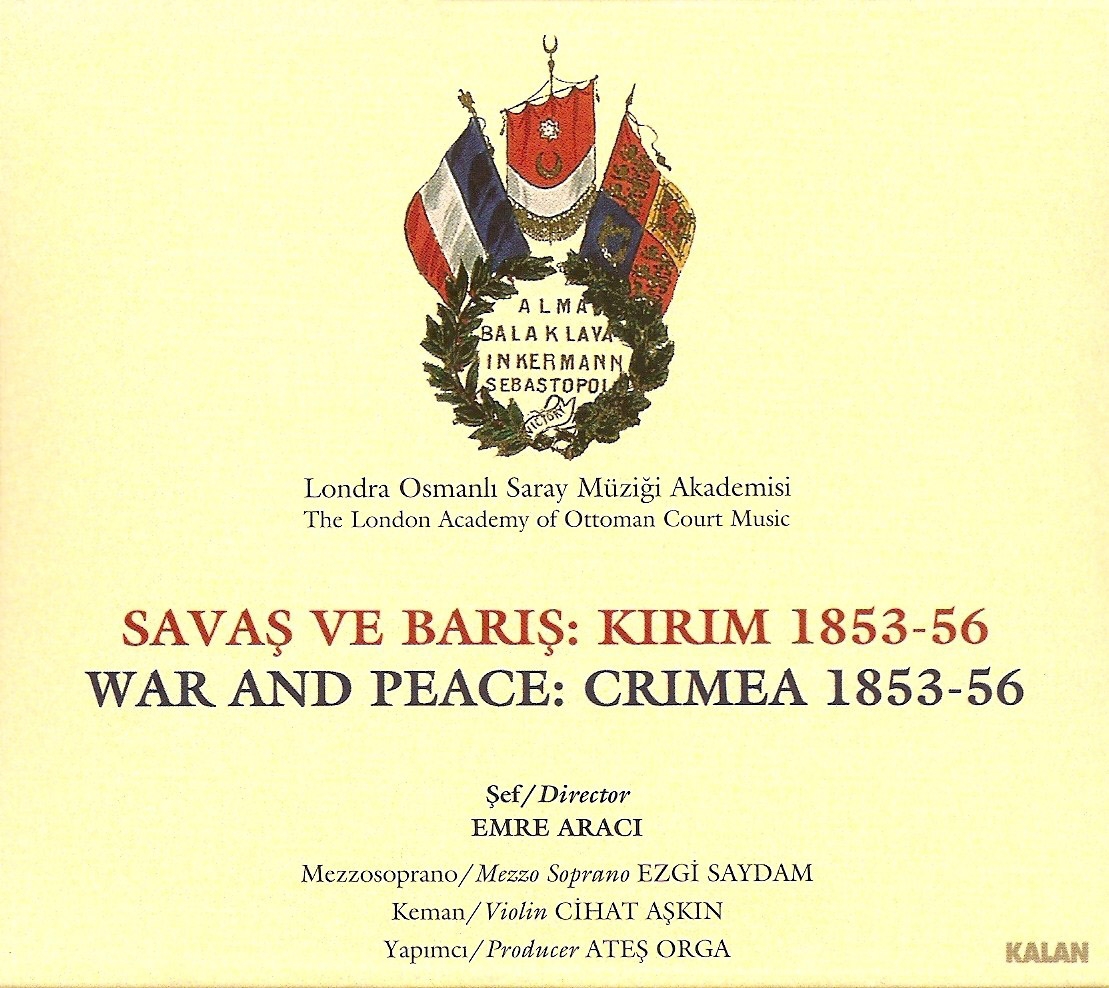 ALMA
BALAKLAVA
INKERMANN
SEBASTOPOL
VICTORY
Londra Osmanlı Saray Müziği Akademisi
The London Academy of Ottoman Court Music
SAVAŞ VE BARIŞ: KIRIM 1853-56
WAR AND PEACE: CRIMEA 1853-56
Şef/Director
EMRE ARACI
Mezzosoprano/Mezzo Soprano EZGİ SAYDAM
Keman/Violin CİHAT AŞKIN
Yapımcı/Producer ATEŞ ORGA
KALAN